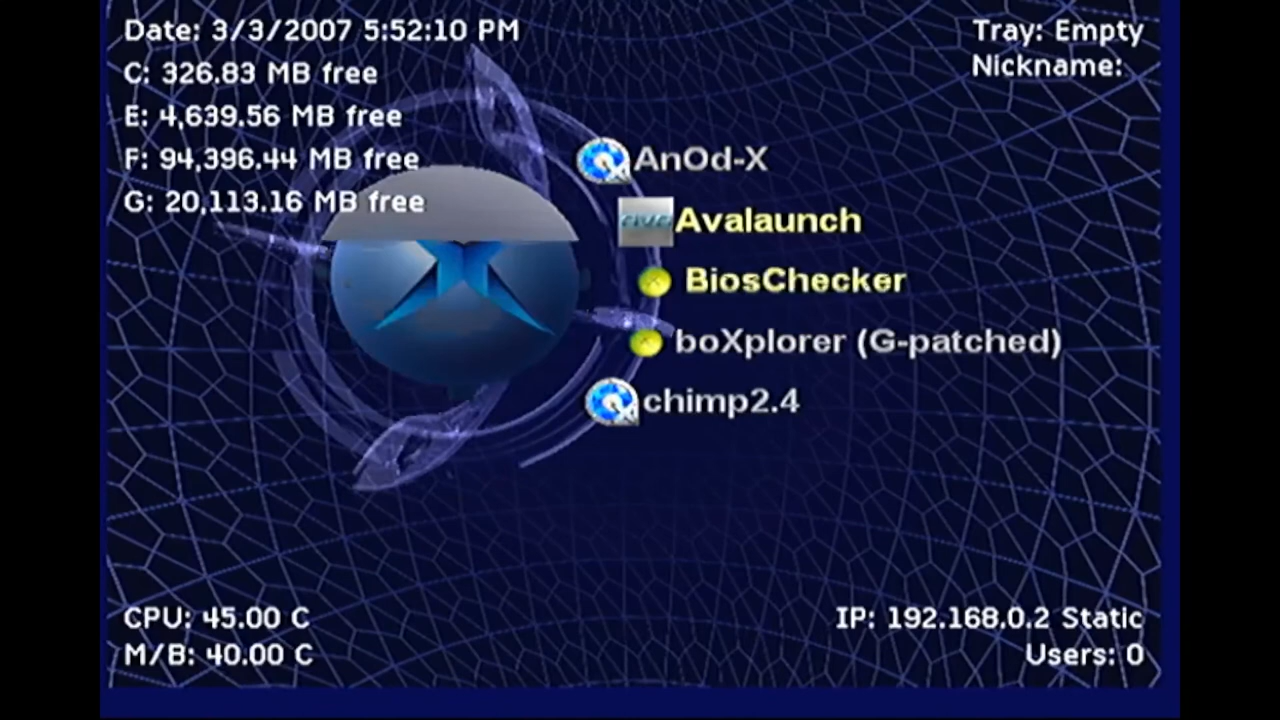 Date: 3/3/2007 5:52:10 PM
C: 326.83 MB free
E: 4,639.56 MB free
F: 94,396.44 MB free
G: 20,113.16 MB free
Tray: Empty
Nickname:
AnOd-X
Avalaunch
BiosChecker
boXplorer (G-patched)
chimp2.4
CPU: 45.00 C
M/B: 40.00 C
IP: 192.168.0.2 Static
Users: 0